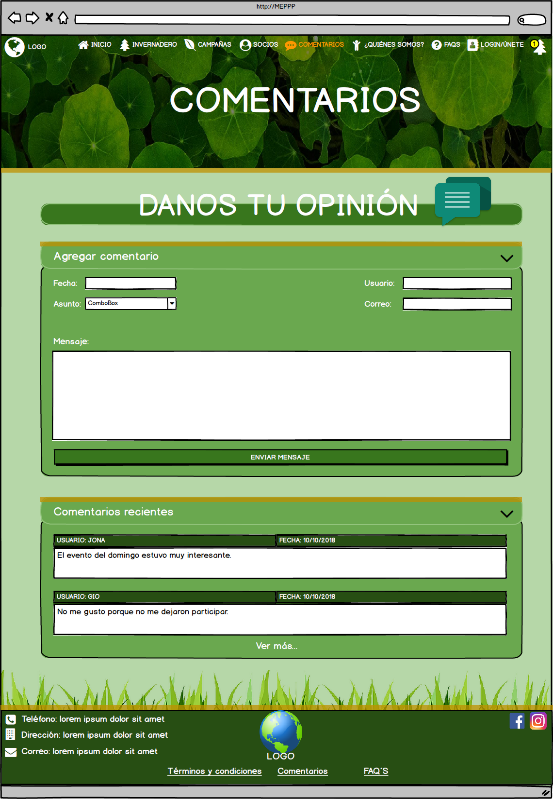 http://MEPPP
LOGO
INICIO
INVERNADERO
CAMPAÑAS
SOCIOS
COMENTARIOS
¿QUIÉNES SOMOS?
FAQS
LOGIN/ÚNETE
1
COMENTARIOS
DANOS TU OPINIÓN
Agregar comentario
Fecha:
Usuario:
Asunto: ComboBox
Correo:
Mensaje:
ENVIAR MENSAJE
Comentarios recientes
USUARIO: JONA
FECHA: 10/10/2018
El evento del domingo estuvo muy interesante.
USUARIO: GIO
FECHA: 10/10/2018
No me gusto porque no me dejaron participar.
Ver más...
Teléfono: lorem ipsum dolor sit amet
Dirección: lorem ipsum dolor sit amet
Correo: lorem ipsum dolor sit amet
LOGO
Términos y condiciones
Comentarios
FAQ'S